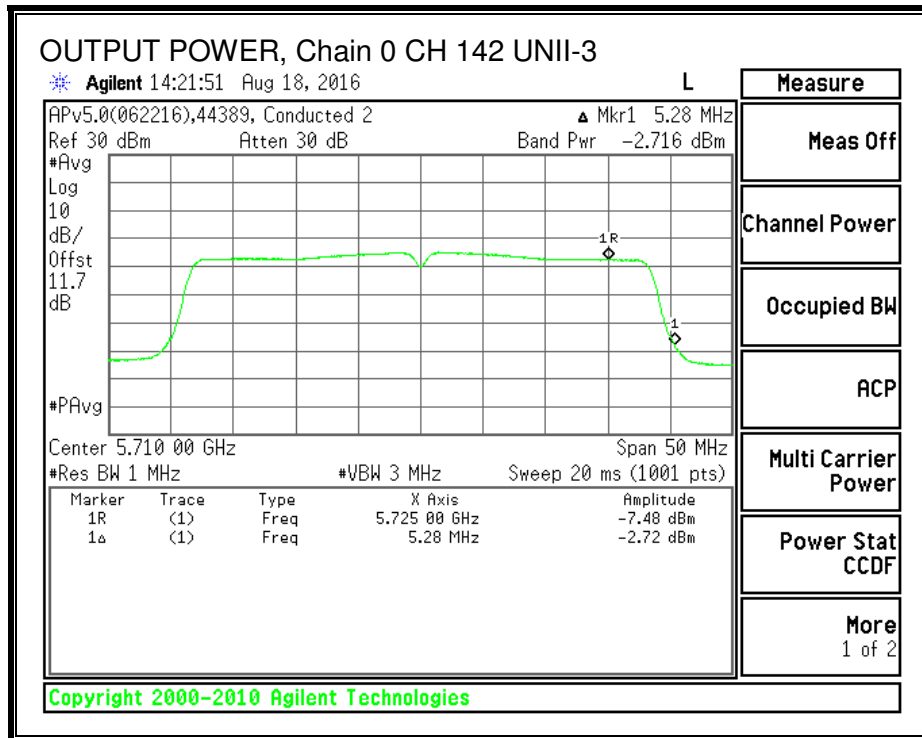 OUTPUT POWER, Chain 0 CH 142 UNII-3
Agilent 14:21:51 Aug 18, 2016 L
APv5.0(062216),44389, Conducted 2 Δ Mkr1 5.28 MHz
Ref 30 dBm Atten 30 dB Band Pwr -2.716 dBm
#Avg
Log
10
dB/
Offst
11.7
dB
1R
1
#PAvg
Center 5.710 00 GHz Span 50 MHz
#Res BW 1 MHz #VBW 3 MHz Sweep 20 ms (1001 pts)
Marker Trace Type X Axis Amplitude
1R (1) Freq 5.725 00 GHz -7.48 dBm
1Δ (1) Freq 5.28 MHz -2.72 dBm
Measure
Meas Off
Channel Power
Occupied BW
ACP
Multi Carrier
Power
Power Stat
CCDF
More
1 of 2
Copyright 2000-2010 Agilent Technologies